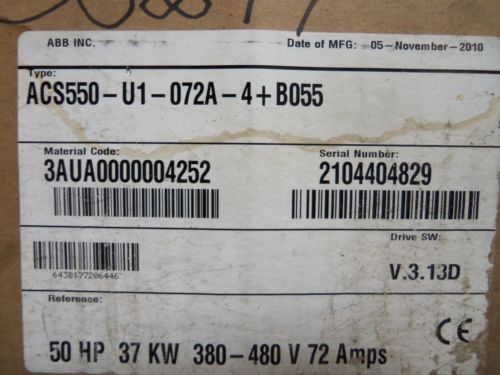 ABB INC. Date of MFG: 05-November-2010
Type:
ACS550-U1-072A-4+B055
Material Code: Serial Number:
3AUA0000004252 2104404829
Drive SW:
6438177206446 V.3.13D
Reference:
CE
50 HP 37 KW 380-480 V 72 Amps